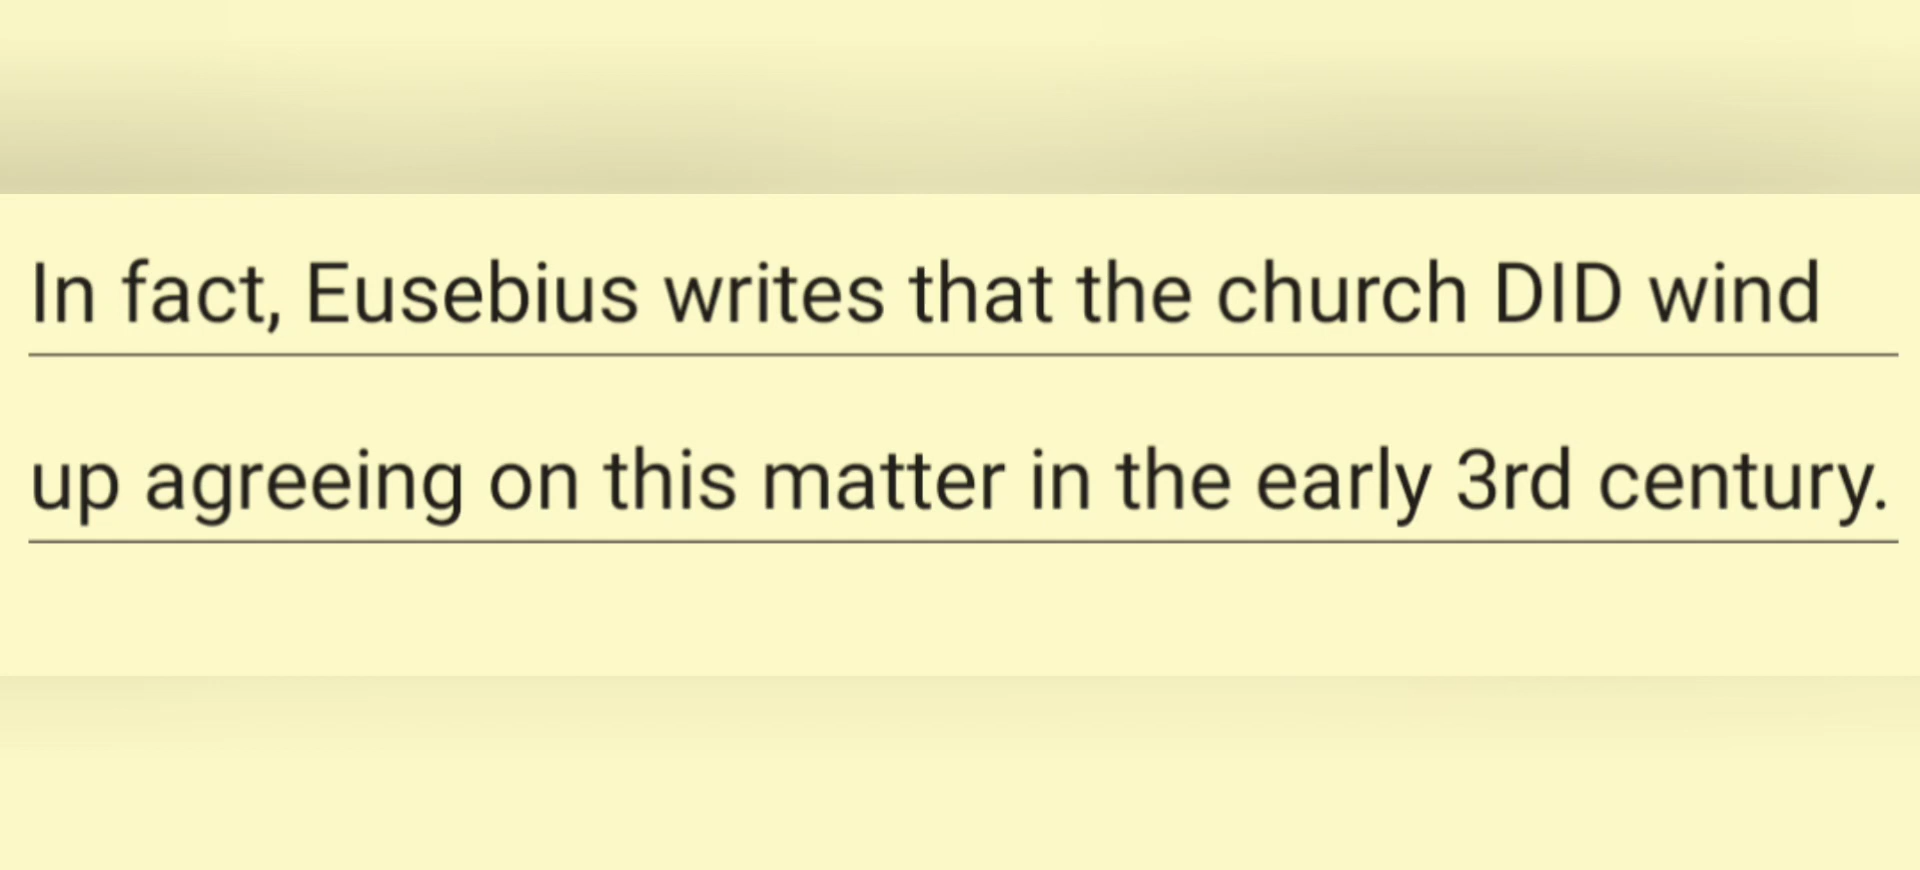 In fact, Eusebius writes that the church DID wind
up agreeing on this matter in the early 3rd century.